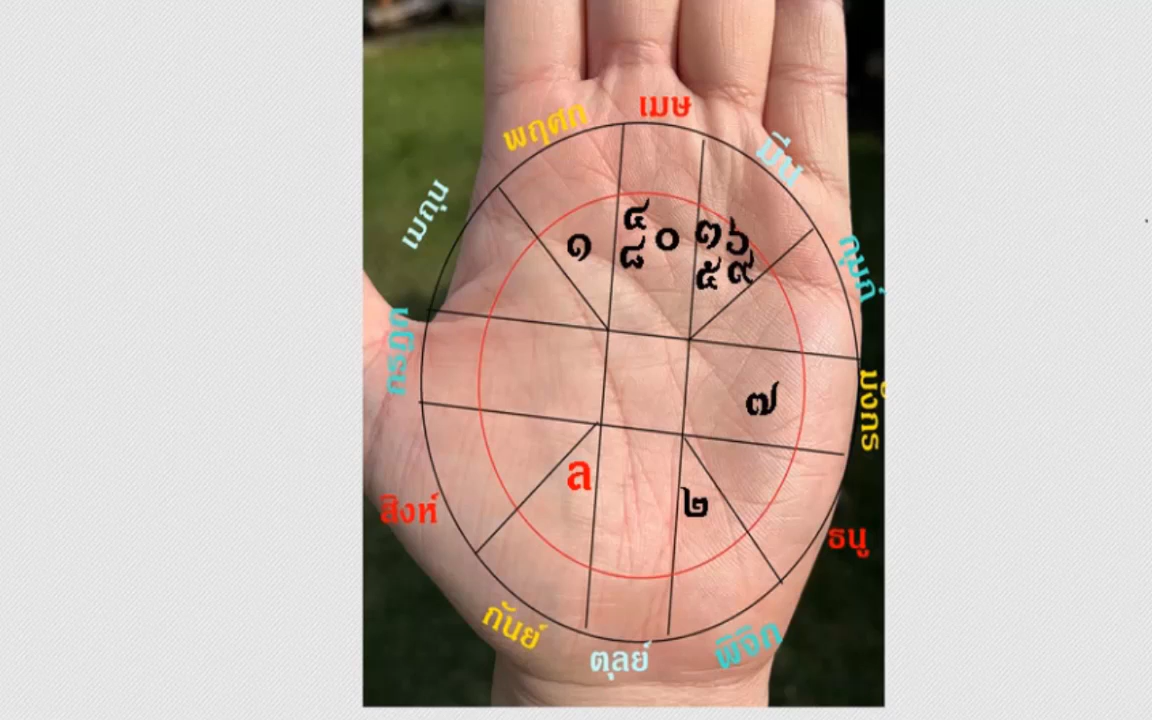 เมษ
พฤศภ
มีน
เมถุน
กุมภ์
๔ ๐
๘
๓ ๖
๕ ๙
๑
กรกฎ
มังกร
๗
ล
๒
สิงห์
ธนู
กันย์
ตุลย์
พิจิก